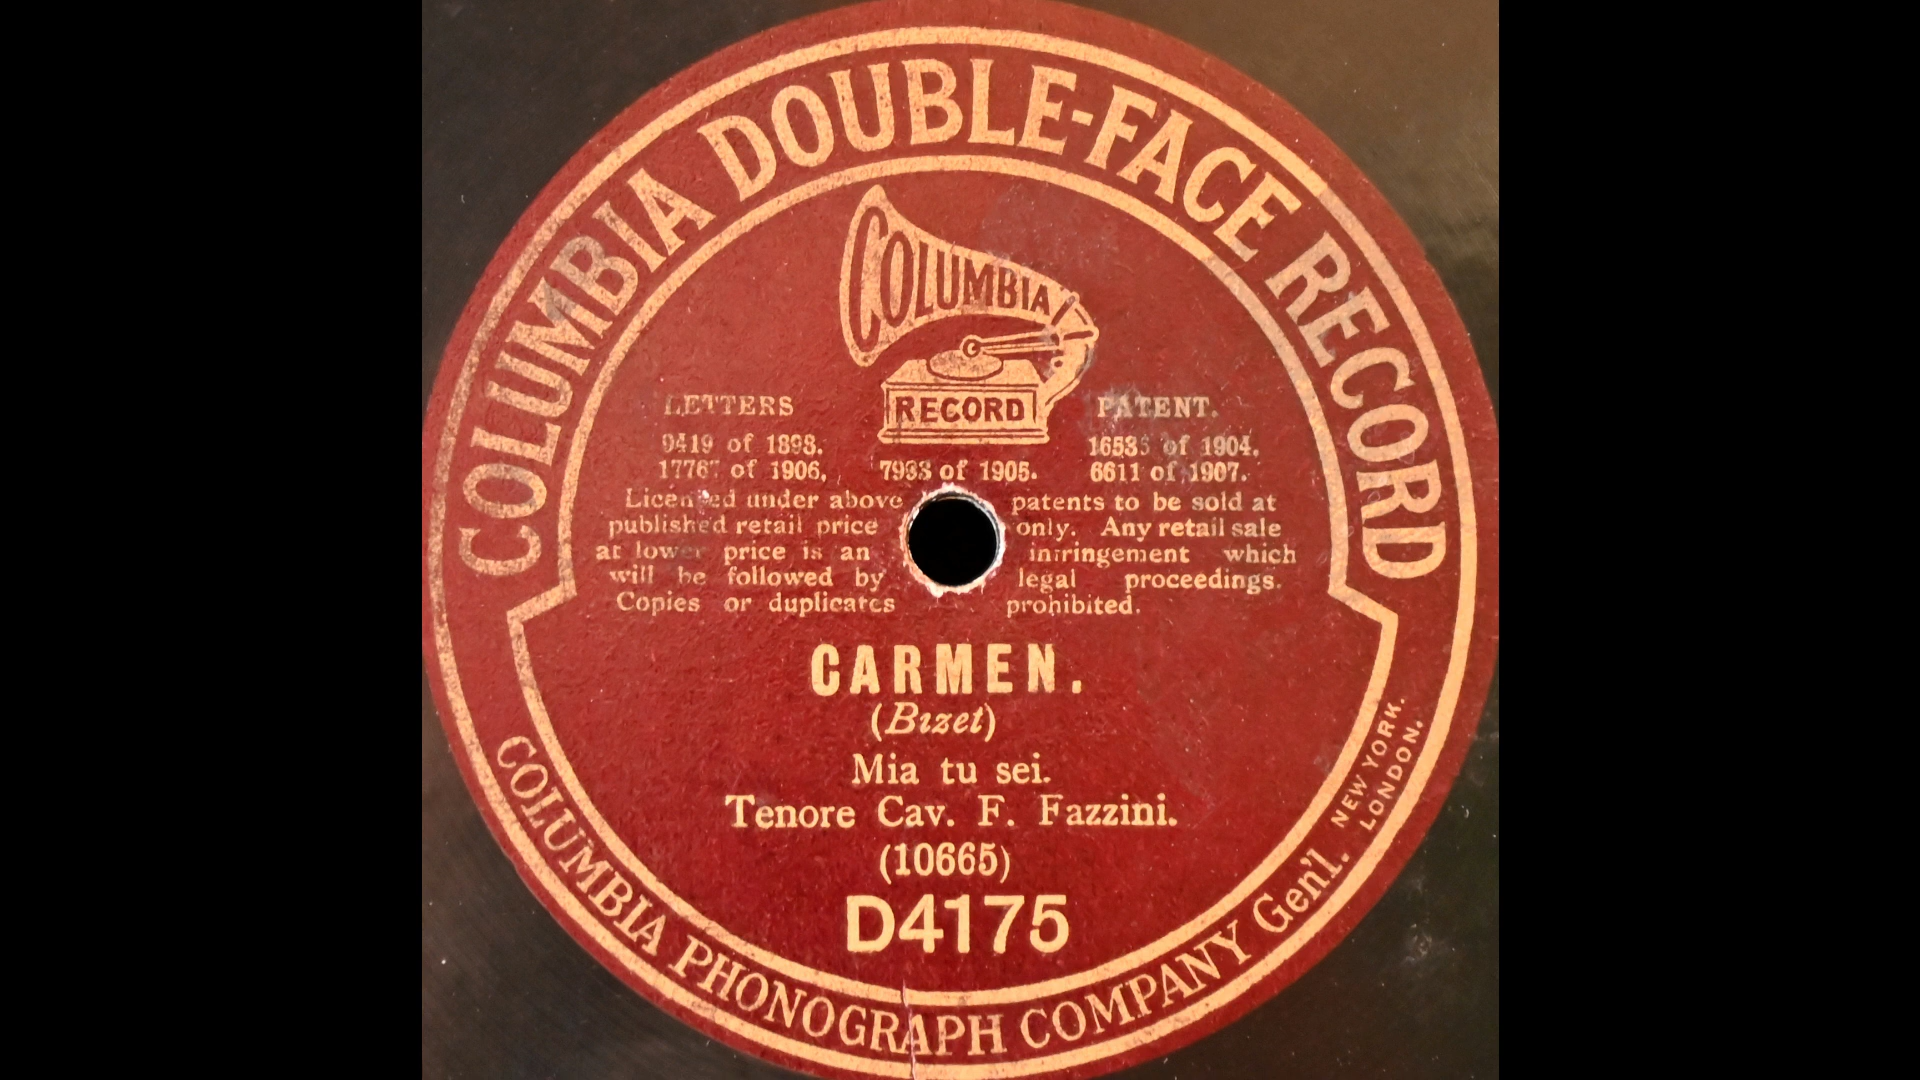 COLUMBIA DOUBLE-FACE RECORD
COLUMBIA
RECORD
LETTERS PATENT.
of 1898. of 1904.
of 1906, of 1905. 6611 of 1907.
Licensed under above patents to be sold at
published retail price only. Any retail sale
at lower price is an infringement which
will be followed by legal proceedings.
Copies or duplicates prohibited.
CARMEN.
(Bizet)
Mia tu sei.
Tenore Cav. F. Fazzini.
(10665)
D4175
COLUMBIA PHONOGRAPH COMPANY Gen'l.
NEW YORK.
LONDON.